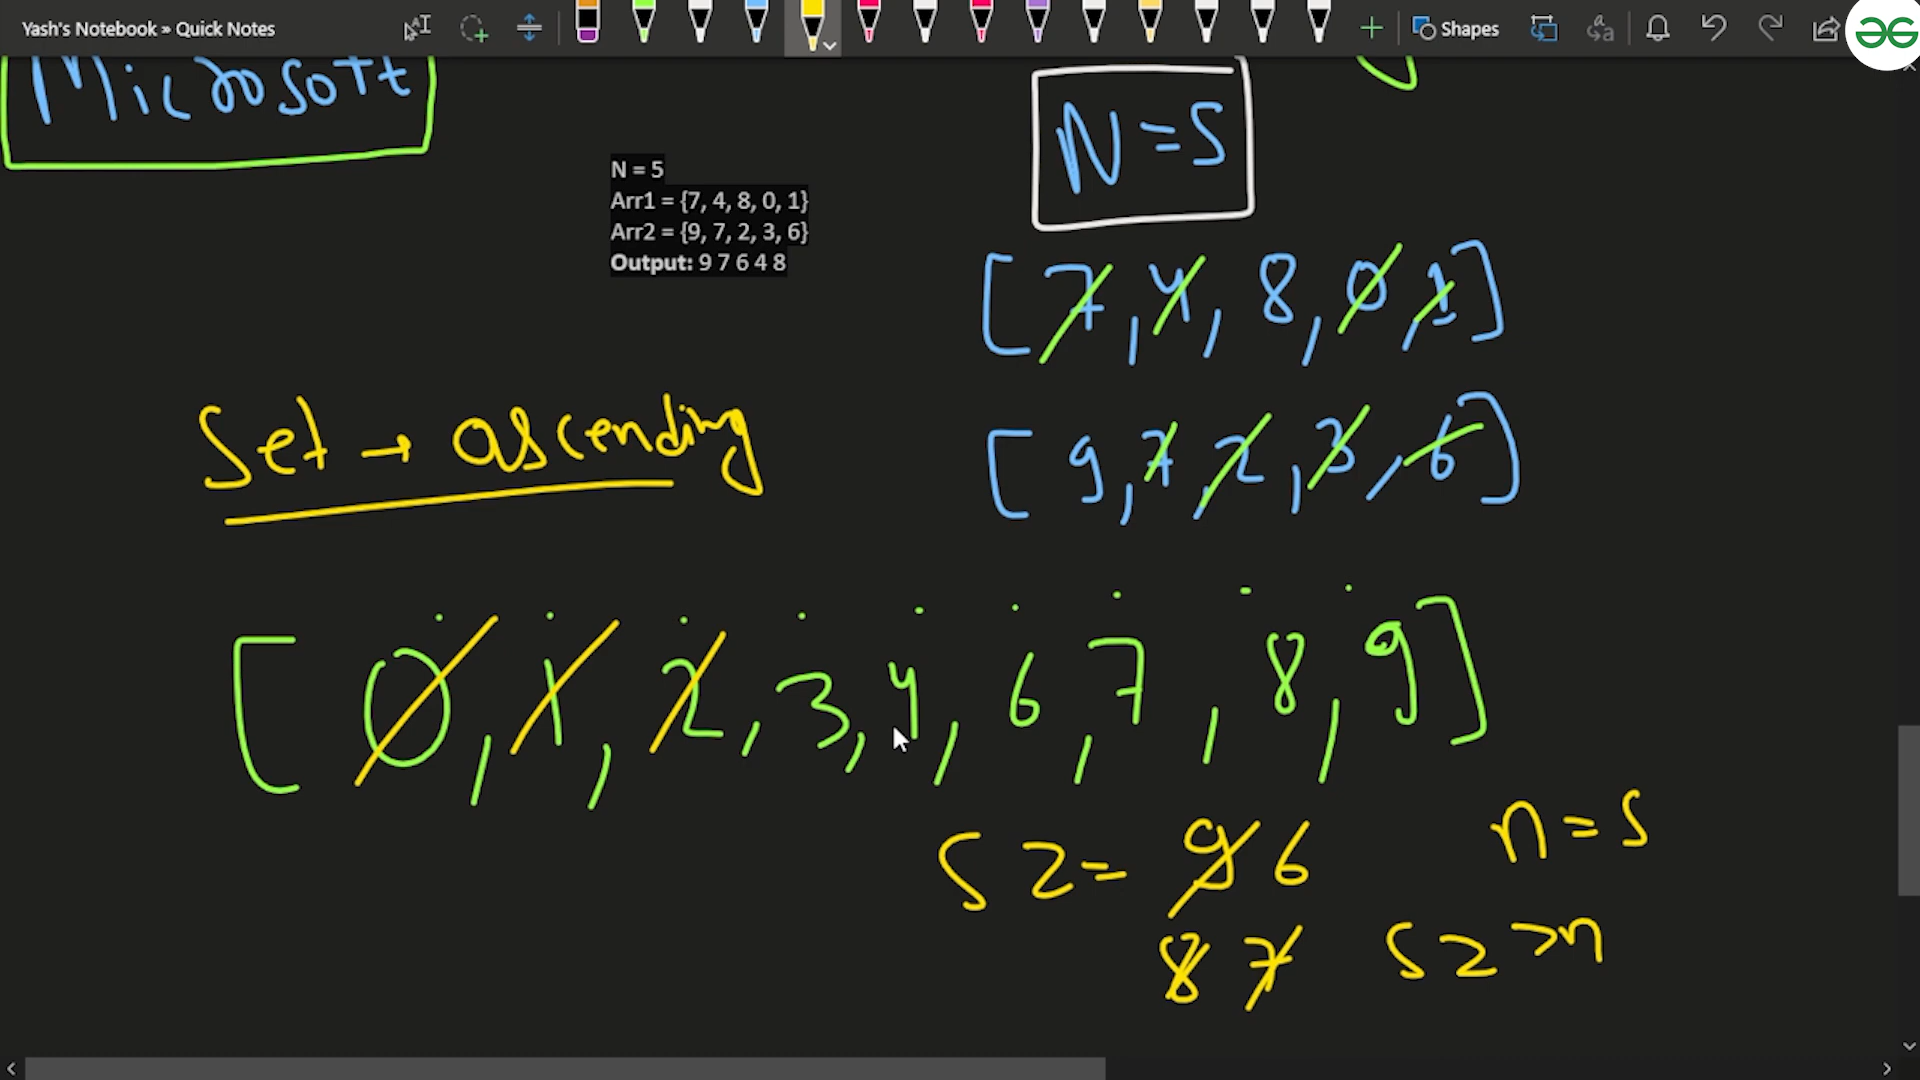 Yash's Notebook » Quick Notes
Shapes
Microsoft
N = 5
N = 5
Arr1 = {7, 4, 8, 0, 1}
Arr2 = {9, 7, 2, 3, 6}
Output: 9 7 6 4 8
[7, 4, 8, 0, 1]
[9, 7, 2, 3, 6]
Set → ascending
[0, 1, 2, 3, 4, 6, 7, 8, 9]
sz = 9 6
8 7
n = 5
sz > n